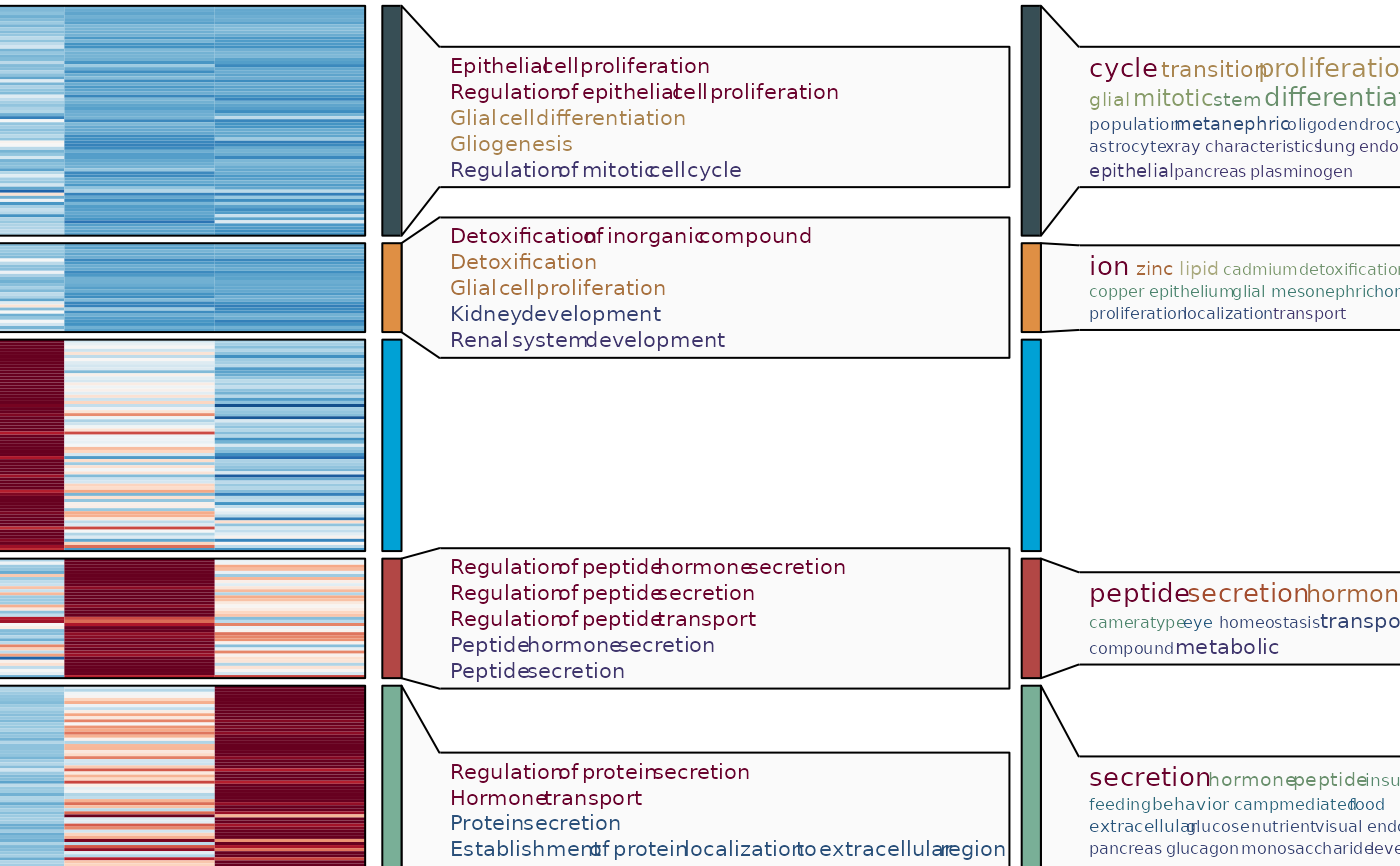 Epithelial cell proliferation
Regulation of epithelial cell proliferation
Glial cell differentiation
Gliogenesis
Regulation of mitotic cell cycle
Detoxification of inorganic compound
Detoxification
Glial cell proliferation
Kidney development
Renal system development
Regulation of peptide hormone secretion
Regulation of peptide secretion
Regulation of peptide transport
Peptide hormone secretion
Peptide secretion
Regulation of protein secretion
Hormone transport
Protein secretion
Establishment of protein localization to extracellular region
cycle transition proliferatio
glial mitotic stem differentiat
population metanephric oligodendrocy
astrocyte xray characteristics lung endo
epithelial pancreas plasminogen
ion zinc lipid cadmium detoxification
copper epithelium glial mesonephric hor
proliferation localization transport
peptide secretion hormon
cameratype eye homeostasis transpo
compound metabolic
secretion hormone peptide insu
feeding behavior campmediated food
extracellular glucose nutrient visual endo
pancreas glucagon monosaccharide leve